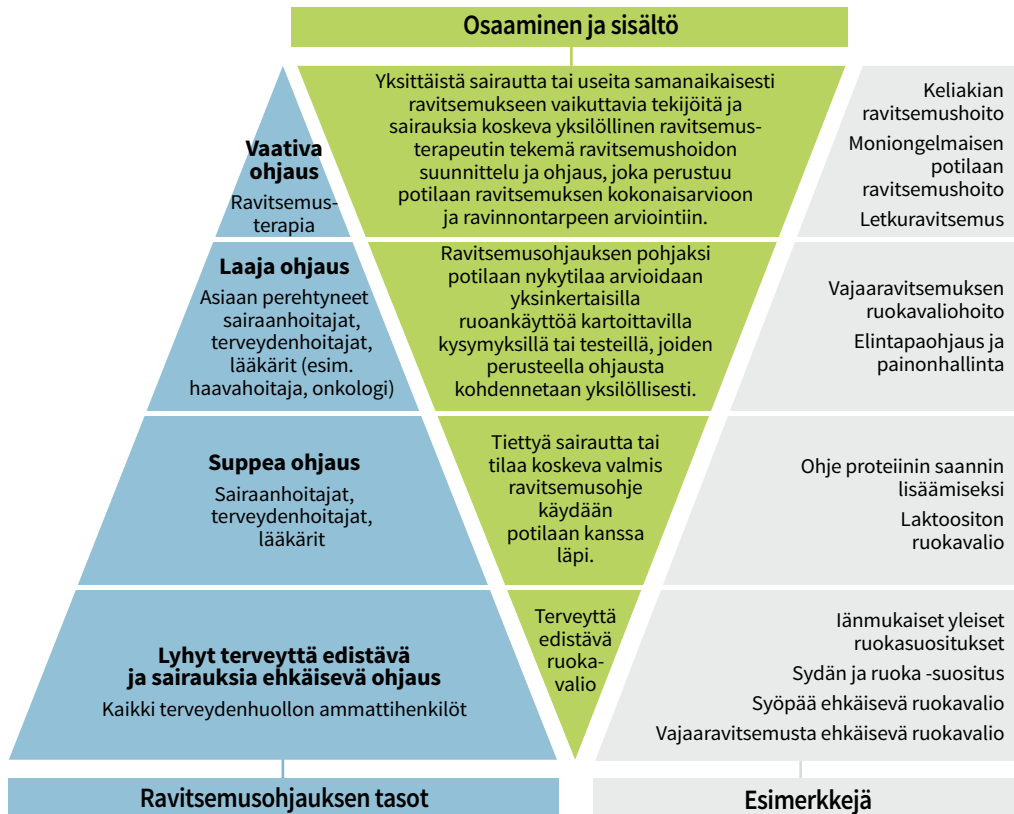 Osaaminen ja sisältö
Vaativa
ohjaus
Ravitsemus-
terapia
Yksittäistä sairautta tai useita samanaikaisesti
ravitsemukseen vaikuttavia tekijöitä ja
sairauksia koskeva yksilöllinen ravitsemus-
terapeutin tekemä ravitsemushoidon
suunnittelu ja ohjaus, joka perustuu
potilaan ravitsemuksen kokonaisarvioon
ja ravinnontarpeen arviointiin.
Keliakian
ravitsemushoito
Moniongelmaisen
potilaan
ravitsemushoito
Letkuravitsemus
Laaja ohjaus
Asiaan perehtyneet
sairaanhoitajat,
terveydenhoitajat,
lääkärit (esim.
haavahoitaja, onkologi)
Ravitsemusohjauksen pohjaksi
potilaan nykytilaa arvioidaan
yksinkertaisilla
ruoankäyttöä kartoittavilla
kysymyksillä tai testeillä, joiden
perusteella ohjausta
kohdennetaan yksilöllisesti.
Vajaaravitsemuksen
ruokavaliohoito
Elintapaohjaus ja
painonhallinta
Suppea ohjaus
Sairaanhoitajat,
terveydenhoitajat,
lääkärit
Tiettyä sairautta tai
tilaa koskeva valmis
ravitsemusohje
käydään
potilaan kanssa
läpi.
Ohje proteiinin saannin
lisäämiseksi
Laktoositon
ruokavalio
Lyhyt terveyttä edistävä
ja sairauksia ehkäisevä ohjaus
Kaikki terveydenhuollon ammattihenkilöt
Terveyttä
edistävä
ruoka-
valio
Iänmukaiset yleiset
ruokasuositukset
Sydän ja ruoka -suositus
Syöpää ehkäisevä ruokavalio
Vajaaravitsemusta ehkäisevä ruokavalio
Ravitsemusohjauksen tasot
Esimerkkejä